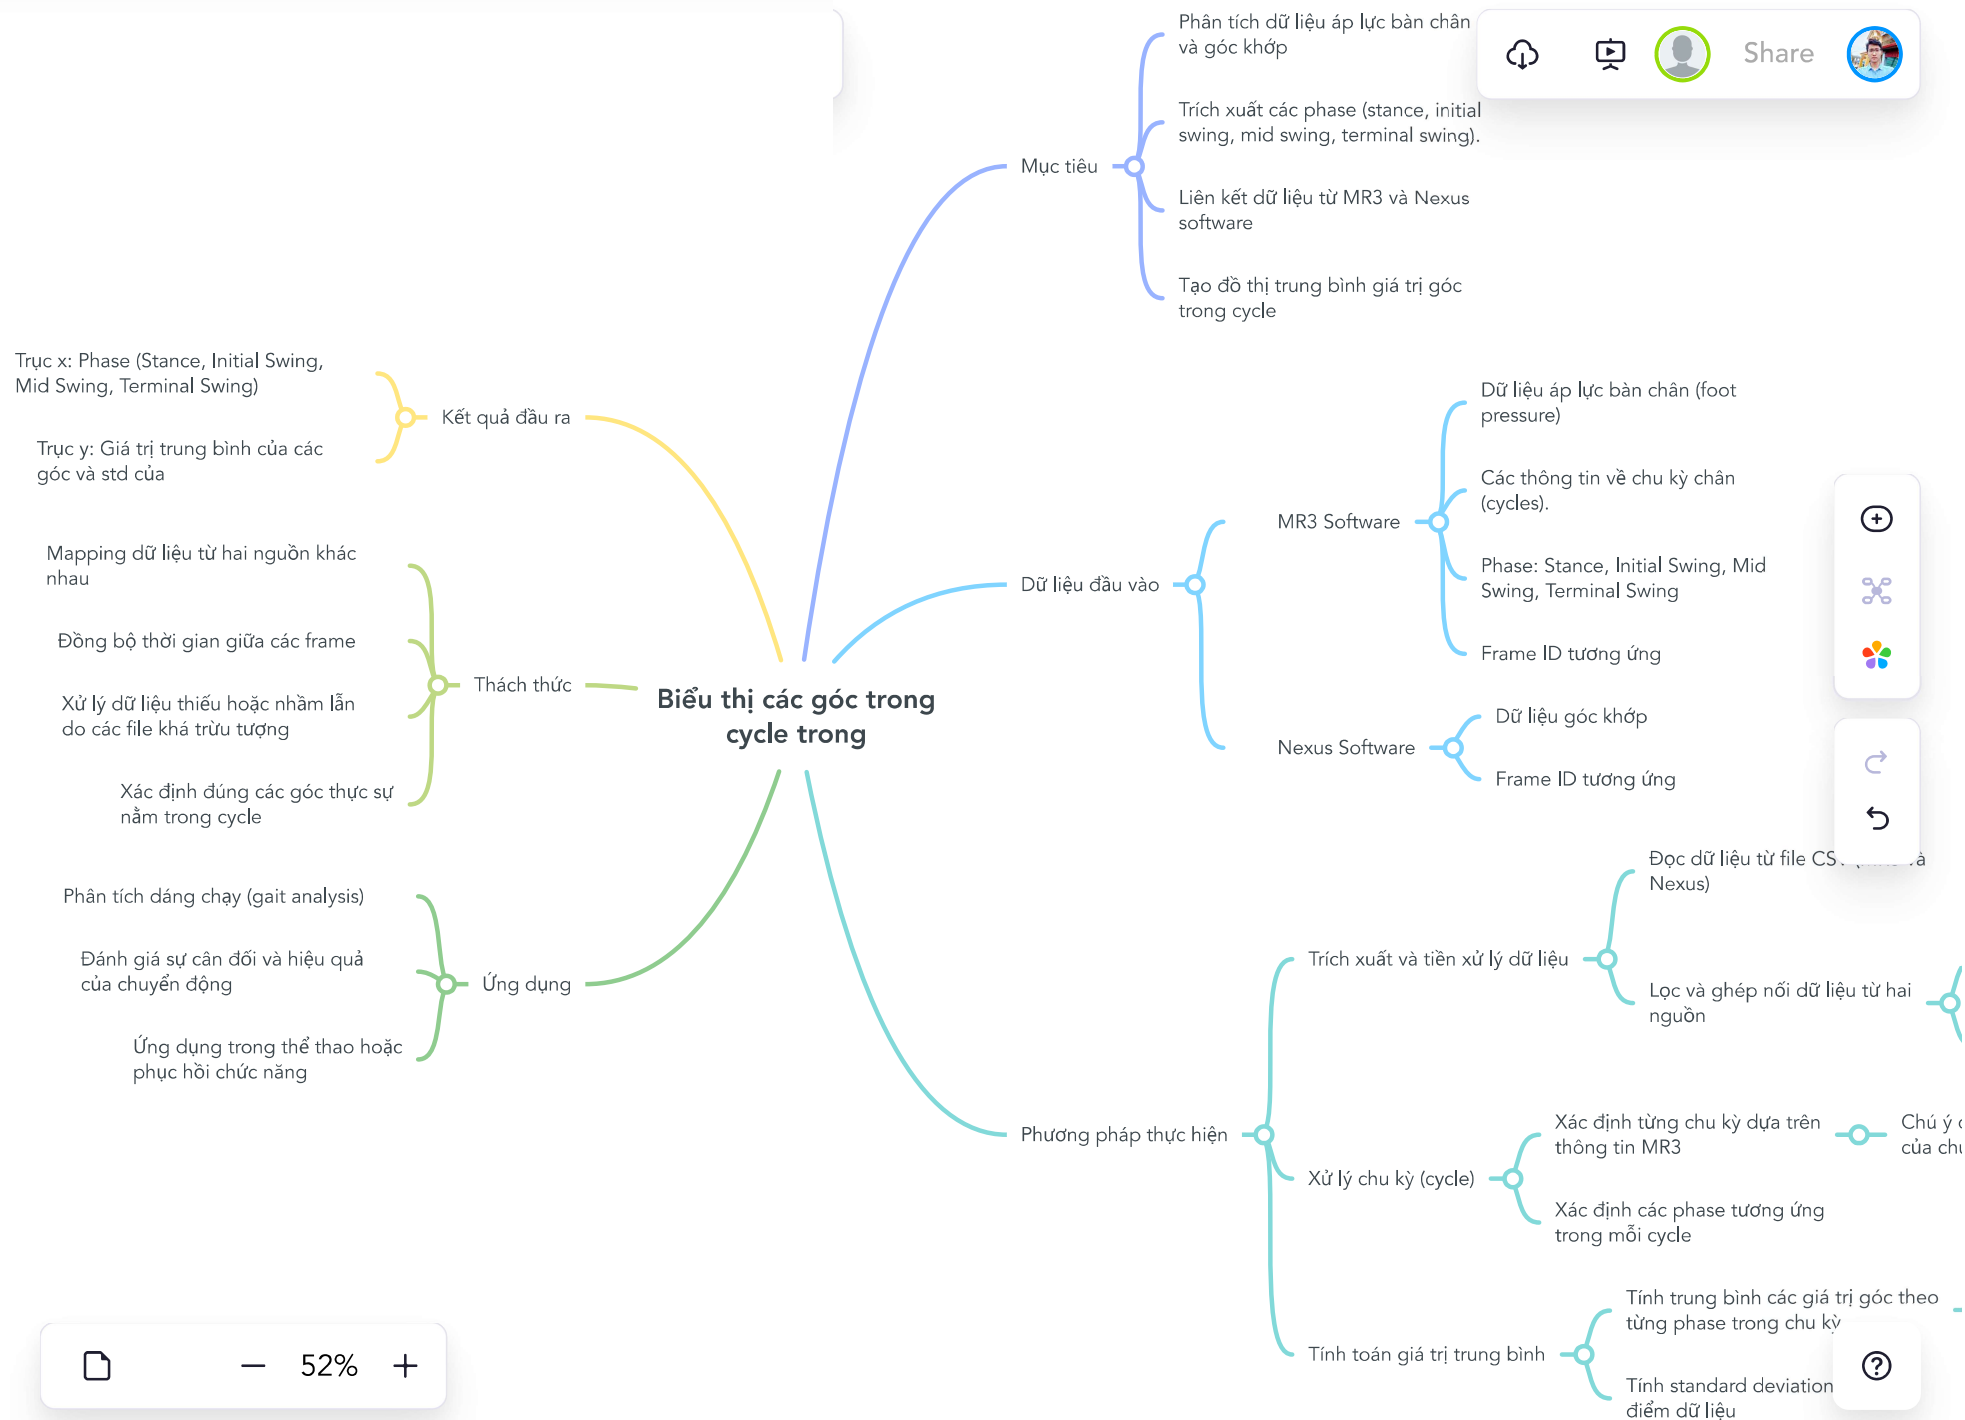 Phân tích dữ liệu áp lực bàn chân
và góc khớp
Share
Trích xuất các phase (stance, initial
swing, mid swing, terminal swing).
Mục tiêu
Liên kết dữ liệu từ MR3 và Nexus
software
Tạo đồ thị trung bình giá trị góc
trong cycle
Trục x: Phase (Stance, Initial Swing,
Mid Swing, Terminal Swing)
Kết quả đầu ra
Trục y: Giá trị trung bình của các
góc và std của
Mapping dữ liệu từ hai nguồn khác
nhau
Đồng bộ thời gian giữa các frame
Thách thức
Xử lý dữ liệu thiếu hoặc nhầm lẫn
do các file khá trừu tượng
Xác định đúng các góc thực sự
nằm trong cycle
Biểu thị các góc trong
cycle trong
Dữ liệu đầu vào
MR3 Software
Dữ liệu áp lực bàn chân (foot
pressure)
Các thông tin về chu kỳ chân
(cycles).
Phase: Stance, Initial Swing, Mid
Swing, Terminal Swing
Frame ID tương ứng
Nexus Software
Dữ liệu góc khớp
Frame ID tương ứng
Phân tích dáng chạy (gait analysis)
Đánh giá sự cân đối và hiệu quả
của chuyển động
Ứng dụng
Ứng dụng trong thể thao hoặc
phục hồi chức năng
Phương pháp thực hiện
Trích xuất và tiền xử lý dữ liệu
Đọc dữ liệu từ file và
Nexus)
Lọc và ghép nối dữ liệu từ hai
nguồn
Xử lý chu kỳ (cycle)
Xác định từng chu kỳ dựa trên
thông tin MR3
Chú ý
của
Xác định các phase tương ứng
trong mỗi cycle
Tính toán giá trị trung bình
Tính trung bình các giá trị góc theo
từng phase trong chu kỳ
Tính standard deviation
điểm dữ liệu
52%